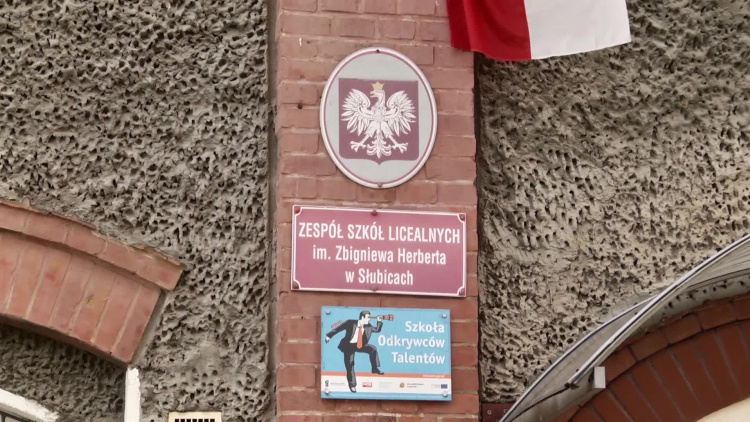 ZESPÓŁ SZKÓŁ LICEALNYCH
im. Zbigniewa Herberta
w Słubicach
Szkoła
Odkrywców
Talentów